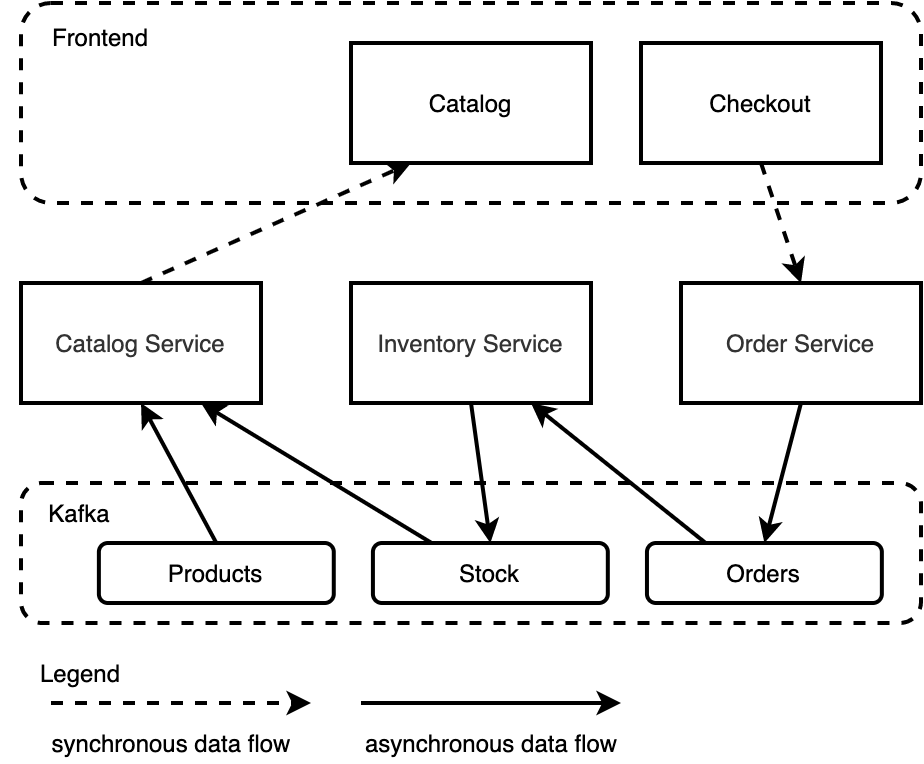 Frontend
Catalog
Checkout
Catalog Service
Inventory Service
Order Service
Kafka
Products
Stock
Orders
Legend
synchronous data flow
asynchronous data flow